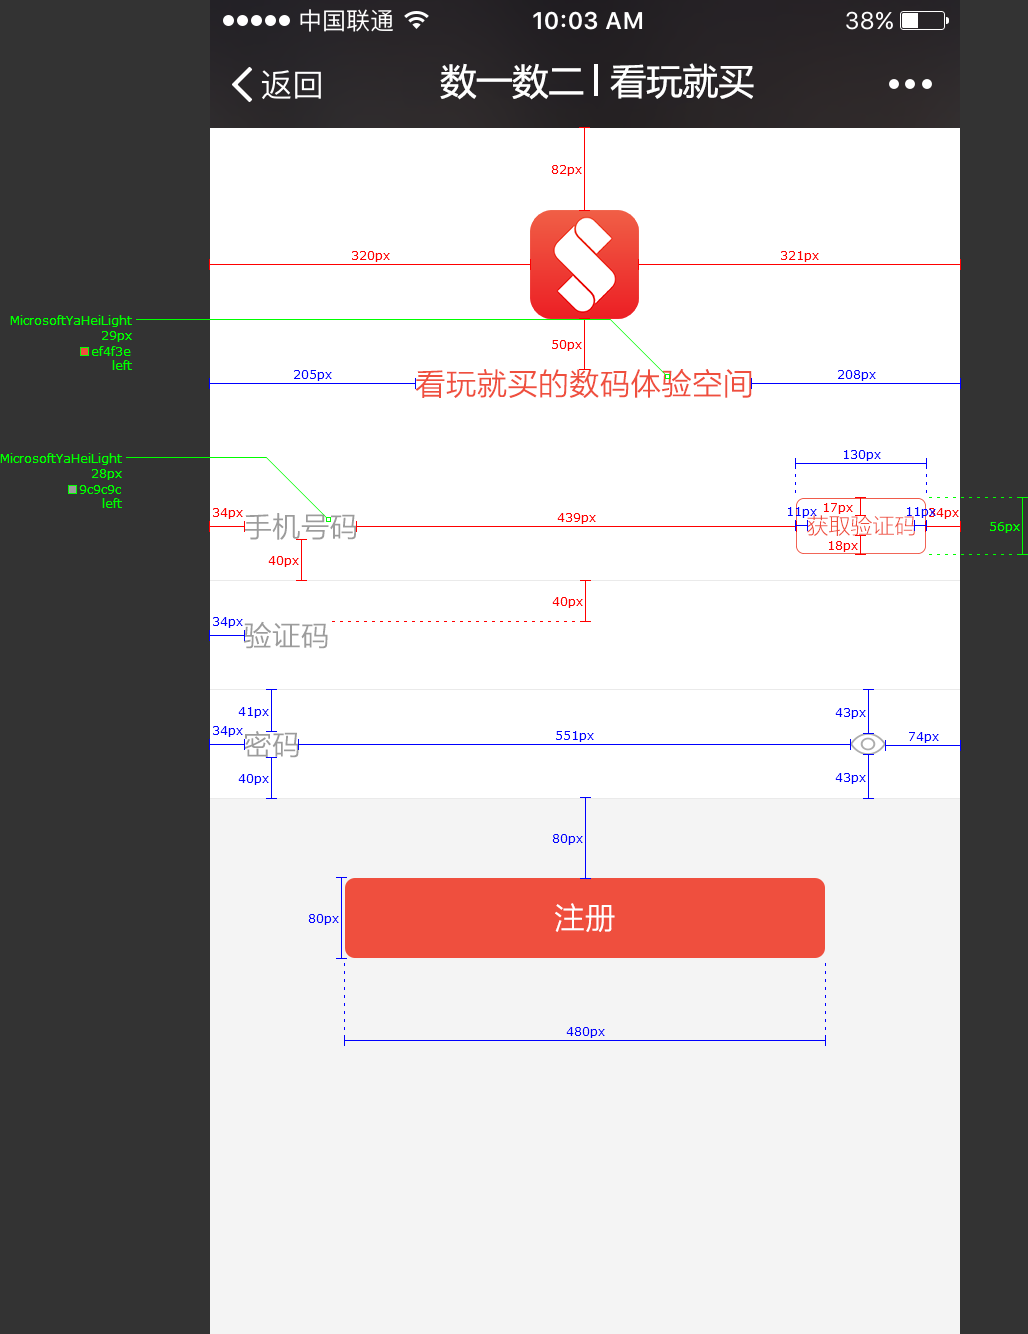 中国联通 10:03 AM 38%
返回 数一数二 | 看玩就买
82px
320px 321px
MicrosoftYaHeiLight
29px
ef4f3e
left
50px
205px 看玩就买的数码体验空间 208px
MicrosoftYaHeiLight
28px
9c9c9c
left
130px
34px 手机号码 439px 11px 17px 获取验证码 18px 11px 34px 56px
40px
40px
34px 验证码
41px 43px
34px 密码 551px 74px
40px 43px
80px
80px 注册
480px